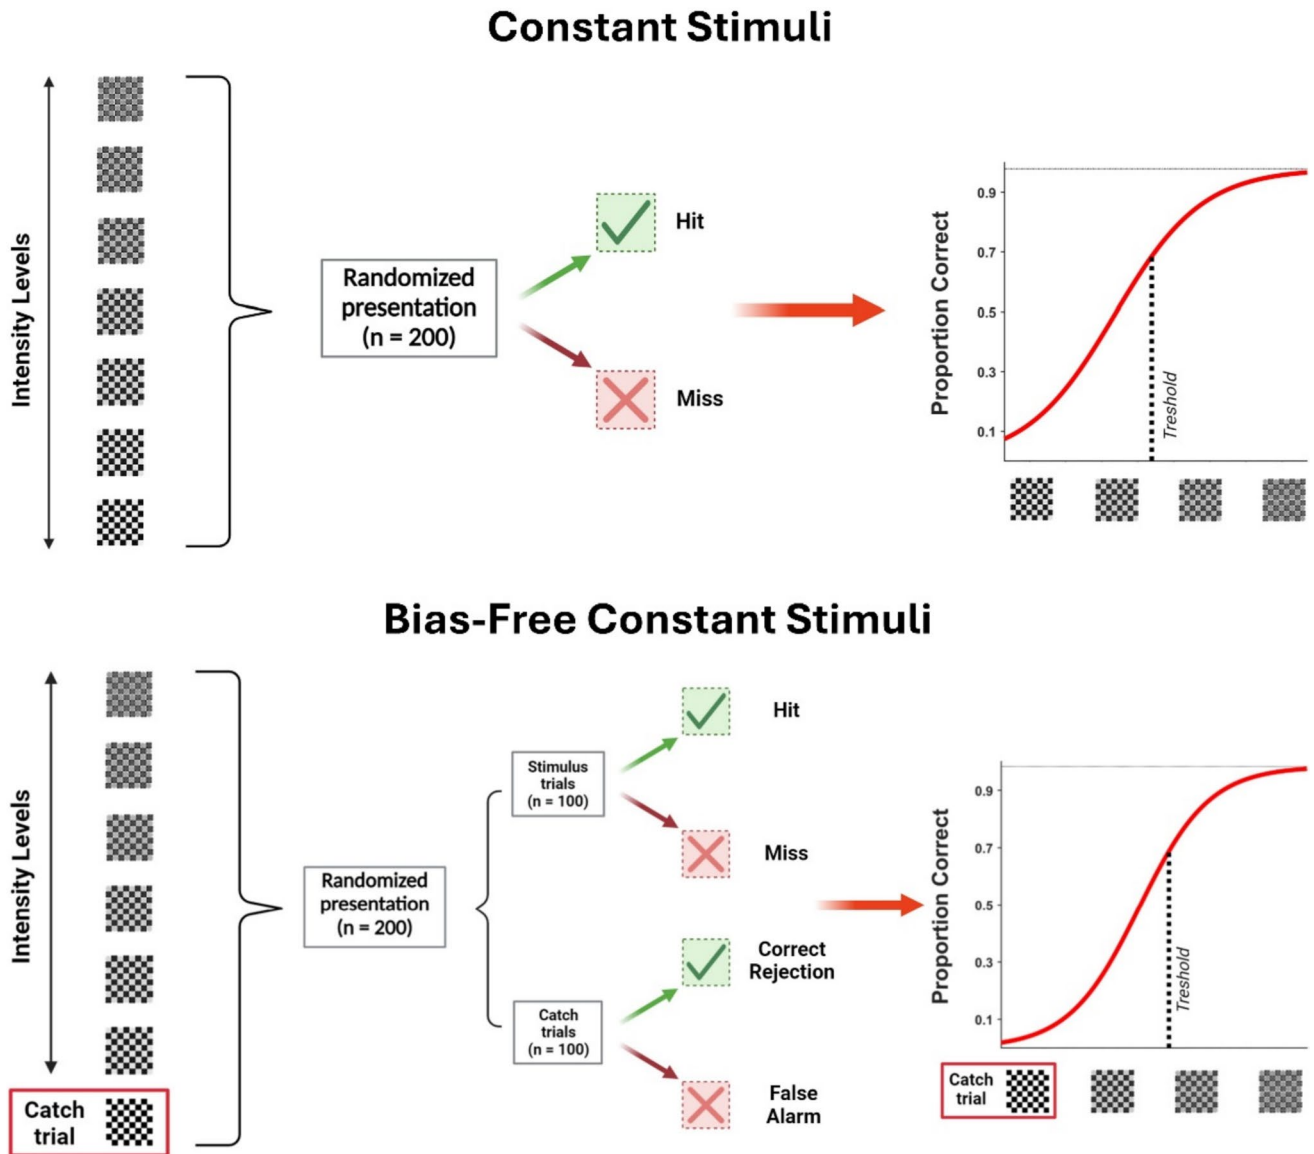 Constant Stimuli
Intensity Levels
Randomized
presentation
(n = 200)
Hit
Miss
Proportion Correct
0.9
0.7
0.5
0.3
0.1
Treshold
Bias-Free Constant Stimuli
Intensity Levels
Catch
trial
Randomized
presentation
(n = 200)
Stimulus
trials
(n = 100)
Hit
Miss
Catch
trials
(n = 100)
Correct
Rejection
False
Alarm
Proportion Correct
0.9
0.7
0.5
0.3
0.1
Treshold
Catch
trial